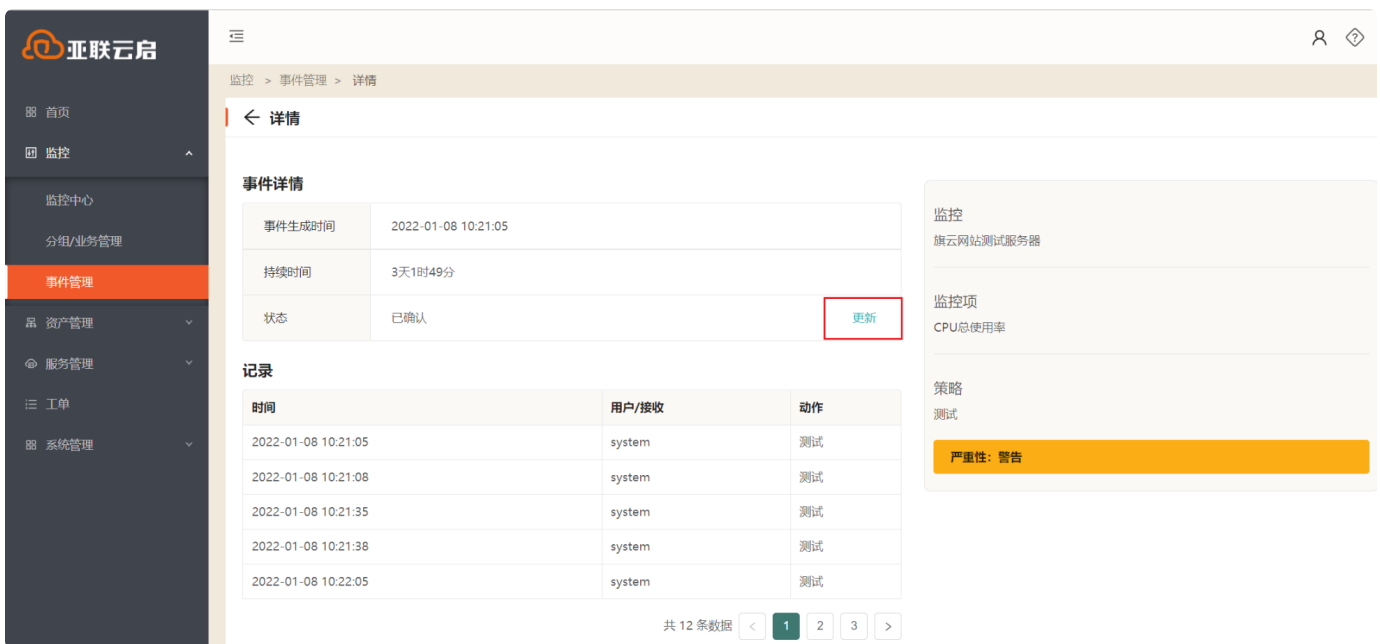 亚联云启
首页
监控
监控中心
分组/业务管理
事件管理
资产管理
服务管理
工单
系统管理
监控 > 事件管理 > 详情
详情
事件详情
事件生成时间 2022-01-08 10:21:05
持续时间 3天1时49分
状态 已确认 更新
记录
时间 用户/接收 动作
2022-01-08 10:21:05 system 测试
2022-01-08 10:21:08 system 测试
2022-01-08 10:21:35 system 测试
2022-01-08 10:21:38 system 测试
2022-01-08 10:22:05 system 测试
共 12 条数据 < 1 2 3 >
监控
旗云网站测试服务器
监控项
CPU总使用率
策略
测试
严重性：警告